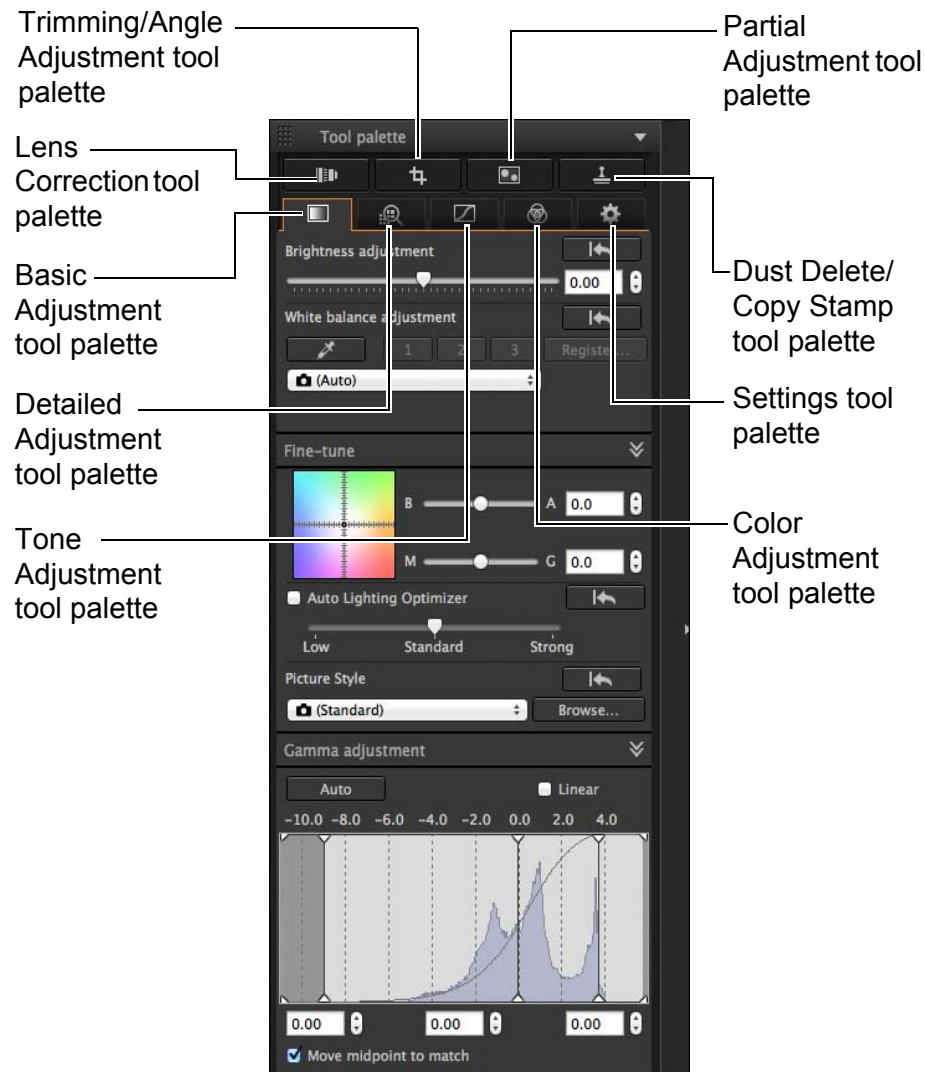 Trimming/Angle
Adjustment tool
palette
Partial
Adjustment tool
palette
Lens
Correction tool
palette
Basic
Adjustment
tool palette
Detailed
Adjustment
tool palette
Tone
Adjustment
tool palette
Dust Delete/
Copy Stamp
tool palette
Settings tool
palette
Color
Adjustment
tool palette
Tool palette
Brightness adjustment
0.00
White balance adjustment
1 2 3 Register...
(Auto)
Fine-tune
B A 0.0
M G 0.0
Auto Lighting Optimizer
Low Standard Strong
Picture Style
(Standard) Browse...
Gamma adjustment
Auto Linear
-10.0 -8.0 -6.0 -4.0 -2.0 0.0 2.0 4.0
0.00 0.00 0.00
Move midpoint to match